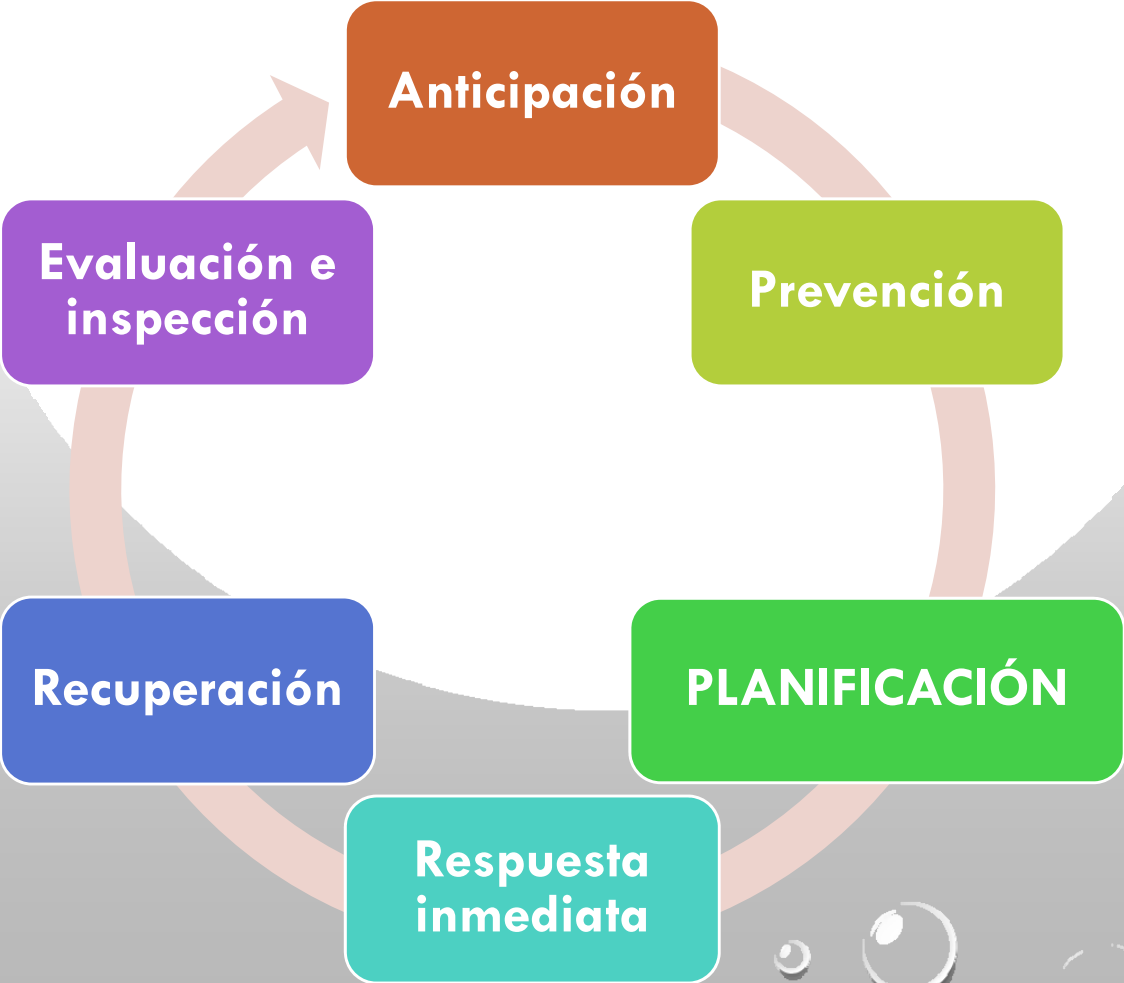 Anticipación
Prevención
PLANIFICACIÓN
Respuesta
inmediata
Recuperación
Evaluación e
inspección